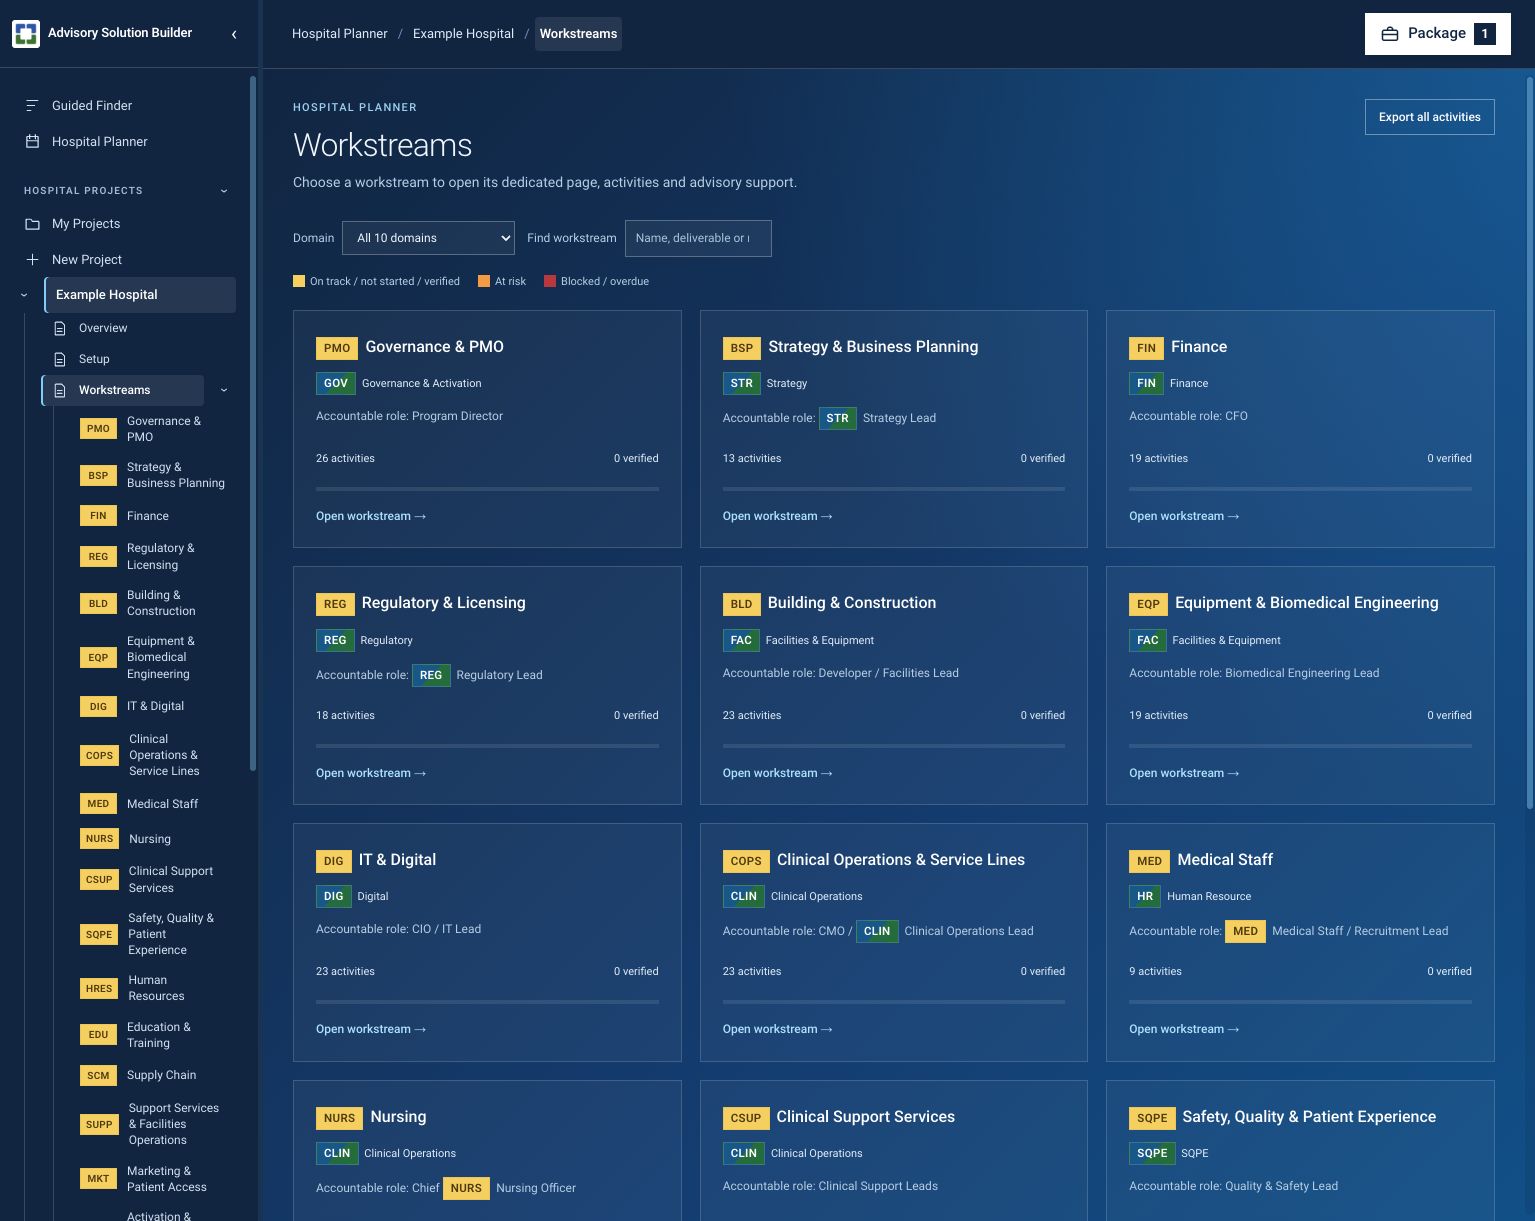 Advisory Solution Builder
Guided Finder
Hospital Planner
HOSPITAL PROJECTS
My Projects
New Project
Example Hospital
Overview
Setup
Workstreams
PMO Governance &
PMO
BSP Strategy &
Business Planning
FIN Finance
REG Regulatory &
Licensing
BLD Building &
Construction
EQP Equipment &
Biomedical
Engineering
DIG IT & Digital
COPS Clinical
Operations &
Service Lines
MED Medical Staff
NURS Nursing
CSUP Clinical Support
Services
SQPE Safety, Quality &
Patient
Experience
HRES Human
Resources
EDU Education &
Training
SCM Supply Chain
SUPP Support Services
& Facilities
Operations
MKT Marketing &
Patient Access
Activation &
Hospital Planner / Example Hospital / Workstreams
Package 1
HOSPITAL PLANNER
Workstreams
Choose a workstream to open its dedicated page, activities and advisory support.
Export all activities
Domain All 10 domains Find workstream Name, deliverable or
On track / not started / verified At risk Blocked / overdue
PMO Governance & PMO
GOV Governance & Activation
Accountable role: Program Director
26 activities 0 verified
Open workstream →
BSP Strategy & Business Planning
STR Strategy
Accountable role: STR Strategy Lead
13 activities 0 verified
Open workstream →
FIN Finance
FIN Finance
Accountable role: CFO
19 activities 0 verified
Open workstream →
REG Regulatory & Licensing
REG Regulatory
Accountable role: REG Regulatory Lead
18 activities 0 verified
Open workstream →
BLD Building & Construction
FAC Facilities & Equipment
Accountable role: Developer / Facilities Lead
23 activities 0 verified
Open workstream →
EQP Equipment & Biomedical Engineering
FAC Facilities & Equipment
Accountable role: Biomedical Engineering Lead
19 activities 0 verified
Open workstream →
DIG IT & Digital
DIG Digital
Accountable role: CIO / IT Lead
23 activities 0 verified
Open workstream →
COPS Clinical Operations & Service Lines
CLIN Clinical Operations
Accountable role: CMO / CLIN Clinical Operations Lead
23 activities 0 verified
Open workstream →
MED Medical Staff
HR Human Resource
Accountable role: MED Medical Staff / Recruitment Lead
9 activities 0 verified
Open workstream →
NURS Nursing
CLIN Clinical Operations
Accountable role: Chief NURS Nursing Officer
CSUP Clinical Support Services
CLIN Clinical Operations
Accountable role: Clinical Support Leads
SQPE Safety, Quality & Patient Experience
SQPE SQPE
Accountable role: Quality & Safety Lead